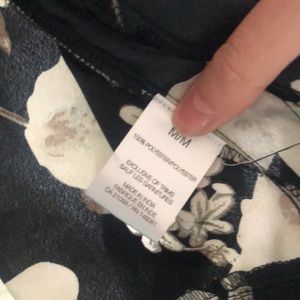 M/M
100% POLYESTER/POLYESTER
EXCLUSIVE OF TRIMS
SAUF LES GARNITURES
MADE IN INDIA
FABRIQUÉ EN INDE